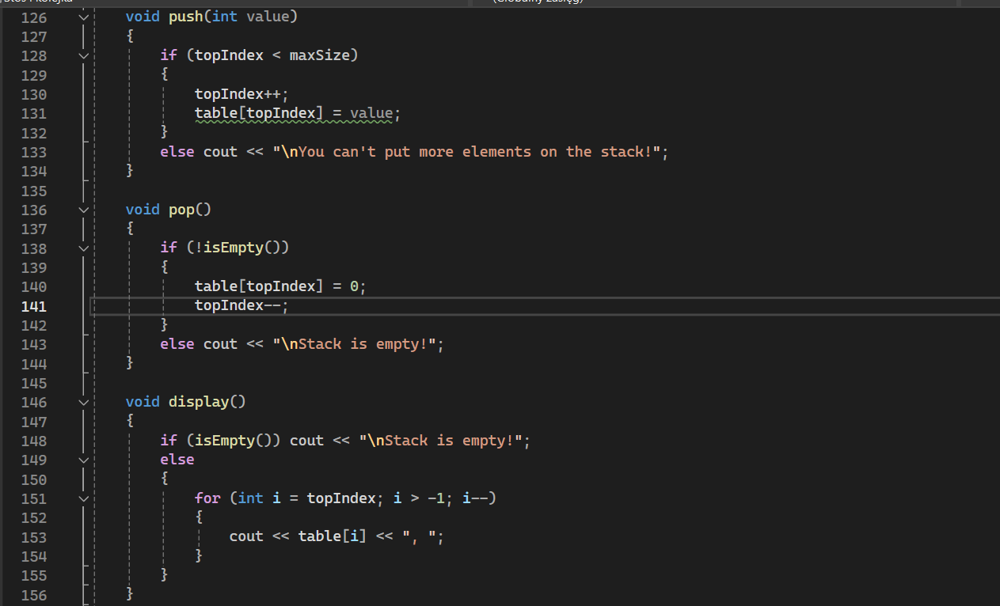 126 void push(int value)
127 {
128 if (topIndex < maxSize)
129 {
130 topIndex++;
131 table[topIndex] = value;
132 }
133 else cout << "\nYou can't put more elements on the stack!";
134 }
135
136 void pop()
137 {
138 if (!isEmpty())
139 {
140 table[topIndex] = 0;
141 topIndex--;
142 }
143 else cout << "\nStack is empty!";
144 }
145
146 void display()
147 {
148 if (isEmpty()) cout << "\nStack is empty!";
149 else
150 {
151 for (int i = topIndex; i > -1; i--)
152 {
153 cout << table[i] << ", ";
154 }
155 }
156 }